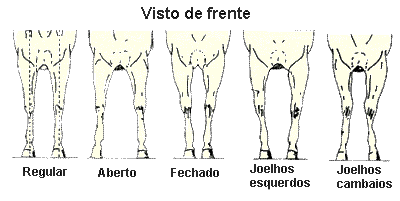 Visto de frente
Regular
Aberto
Fechado
Joelhos
esquerdos
Joelhos
cambaios